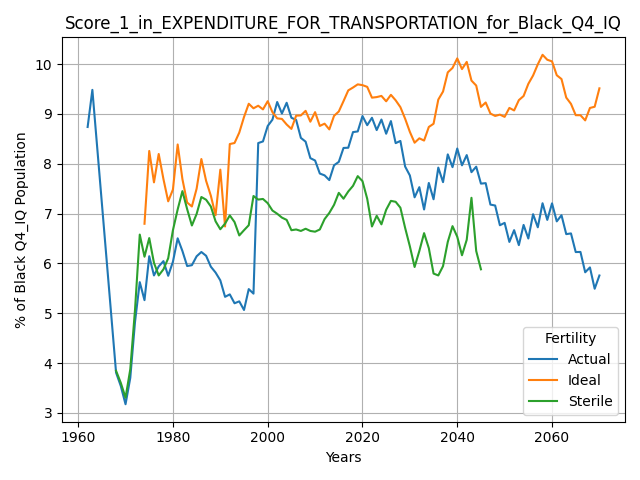 Score_1_in_EXPENDITURE_FOR_TRANSPORTATION_for_Black_Q4_IQ
% of Black Q4_IQ Population
10
9
8
7
6
5
4
3
1960
1980
2000
2020
2040
2060
Years
Fertility
Actual
Ideal
Sterile